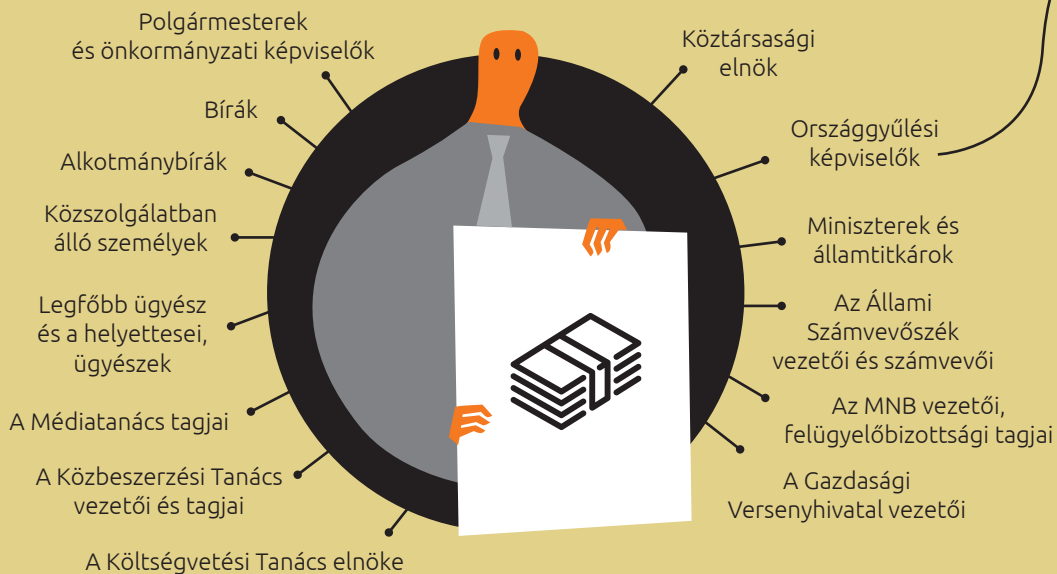 Polgármesterek
és önkormányzati képviselők
Bírák
Alkotmánybírák
Közszolgálatban
álló személyek
Legfőbb ügyész
és a helyettesei,
ügyészek
A Médiatanács tagjai
A Közbeszerzési Tanács
vezetői és tagjai
A Költségvetési Tanács elnöke
Köztársasági
elnök
Országgyűlési
képviselők
Miniszterek és
államtitkárok
Az Állami
Számvevőszék
vezetői és számvevői
Az MNB vezetői,
felügyelőbizottsági tagjai
A Gazdasági
Versenyhivatal vezetői